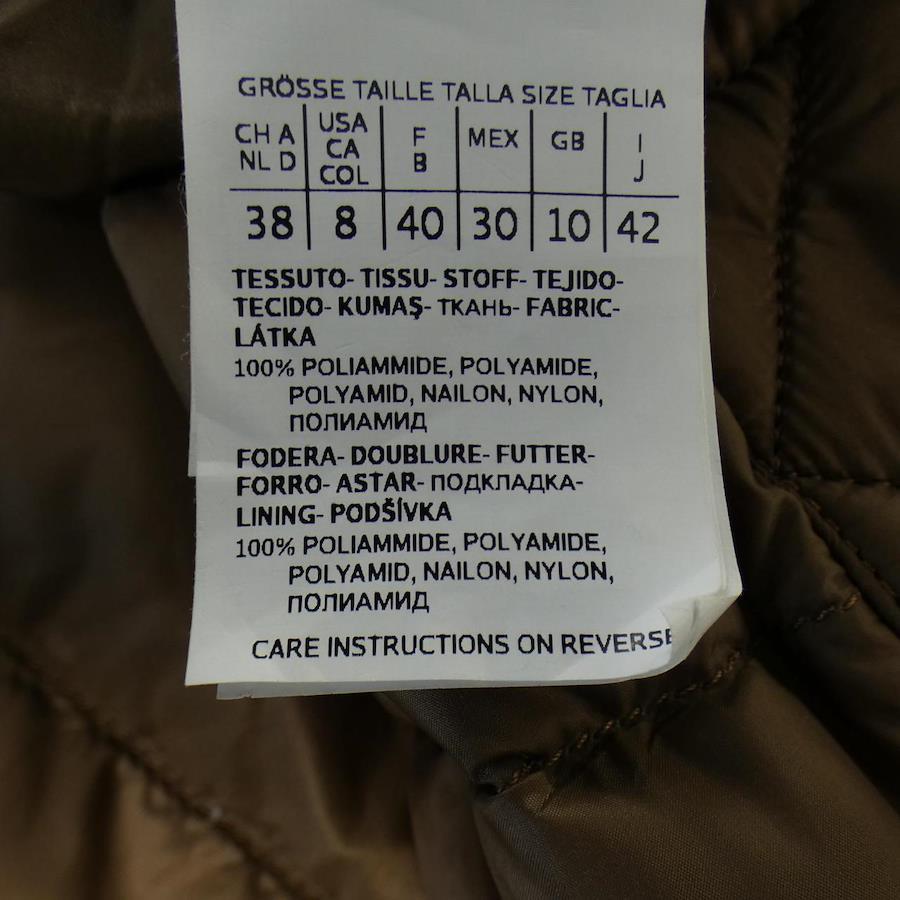 GRÖSSE TAILLE TALLA SIZE TAGLIA
CH A NL D | USA CA COL | F B | MEX | GB | I J
38 | 8 | 40 | 30 | 10 | 42
TESSUTO- TISSU- STOFF- TEJIDO-
TECIDO- KUMAŞ- ТКАНЬ- FABRIC-
LÁTKA
100% POLIAMMIDE, POLYAMIDE,
POLYAMID, NAILON, NYLON,
ПОЛИАМИД
FODERA- DOUBLURE- FUTTER-
FORRO- ASTAR- ПОДКЛАДКА-
LINING- PODŠÍVKA
100% POLIAMMIDE, POLYAMIDE,
POLYAMID, NAILON, NYLON,
ПОЛИАМИД
CARE INSTRUCTIONS ON REVERSE